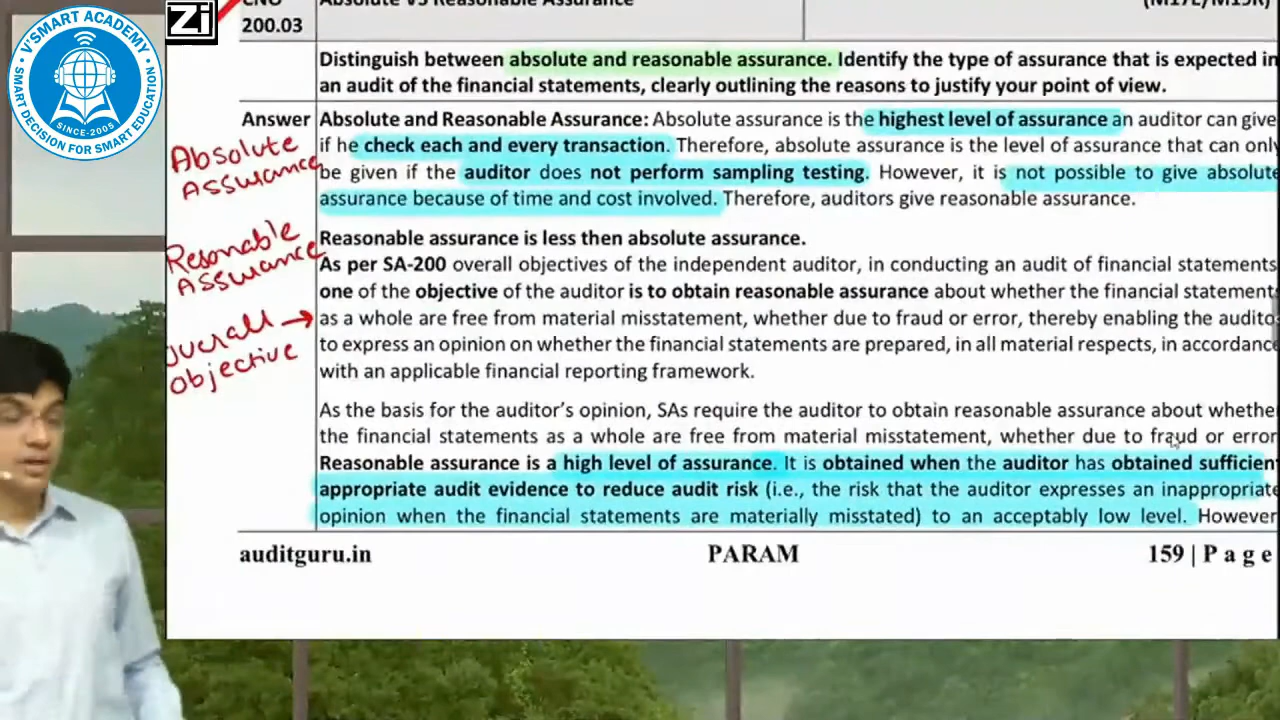 V'SMART ACADEMY
SMART DECISION FOR SMART EDUCATION
SINCE-2005
Zi
200.03
Absolute VS Reasonable Assurance
Distinguish between absolute and reasonable assurance. Identify the type of assurance that is expected in
an audit of the financial statements, clearly outlining the reasons to justify your point of view.
Answer
Absolute and Reasonable Assurance: Absolute assurance is the highest level of assurance an auditor can give
if he check each and every transaction. Therefore, absolute assurance is the level of assurance that can only
be given if the auditor does not perform sampling testing. However, it is not possible to give absolute
assurance because of time and cost involved. Therefore, auditors give reasonable assurance.
Absolute
Assurance
Reasonable assurance is less then absolute assurance.
As per SA-200 overall objectives of the independent auditor, in conducting an audit of financial statements
one of the objective of the auditor is to obtain reasonable assurance about whether the financial statement
as a whole are free from material misstatement, whether due to fraud or error, thereby enabling the audito
to express an opinion on whether the financial statements are prepared, in all material respects, in accordance
with an applicable financial reporting framework.
Resonable
Assurance
overall
objective
As the basis for the auditor's opinion, SAs require the auditor to obtain reasonable assurance about whethe
the financial statements as a whole are free from material misstatement, whether due to fraud or error
Reasonable assurance is a high level of assurance. It is obtained when the auditor has obtained sufficient
appropriate audit evidence to reduce audit risk (i.e., the risk that the auditor expresses an inappropriate
opinion when the financial statements are materially misstated) to an acceptably low level. However
auditguru.in
PARAM
159 | P a g e